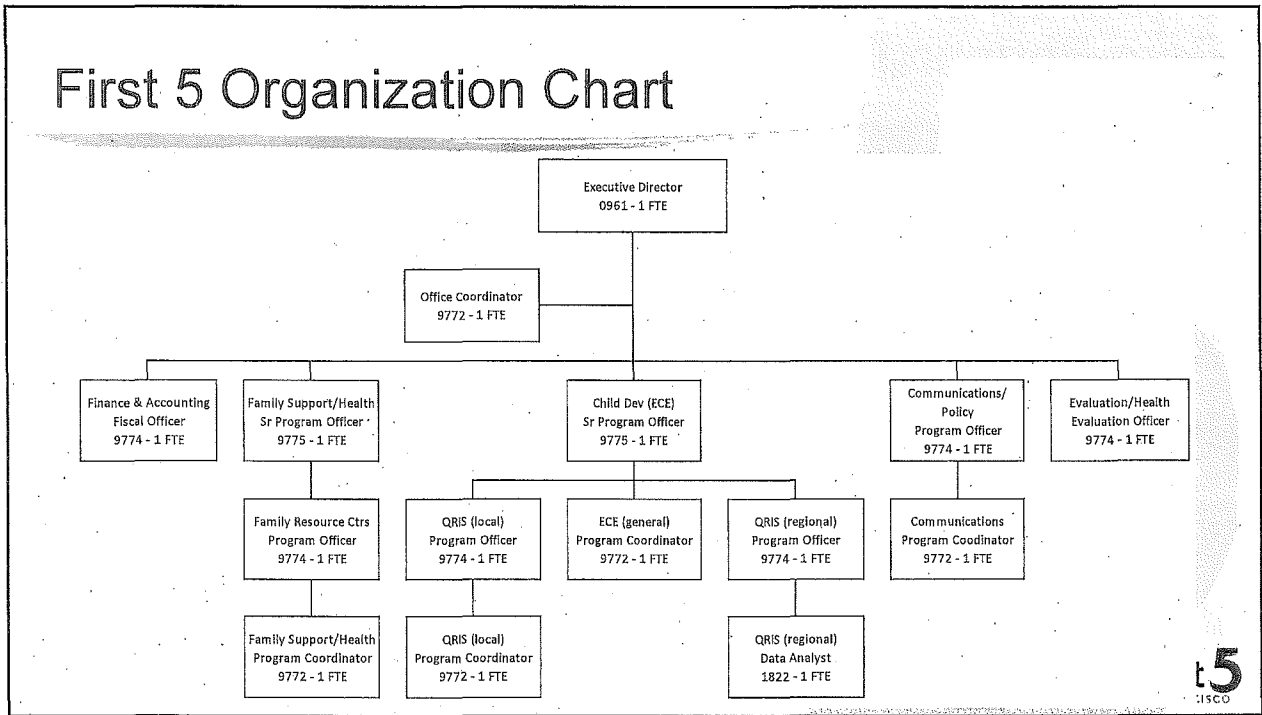 First 5 Organization Chart
Executive Director
0961 - 1 FTE
Office Coordinator
9772 - 1 FTE
Finance & Accounting
Fiscal Officer
9774 - 1 FTE
Family Support/Health
Sr Program Officer
9775 - 1 FTE
Child Dev (ECE)
Sr Program Officer
9775 - 1 FTE
Communications/
Policy
Program Officer
9774 - 1 FTE
Evaluation/Health
Evaluation Officer
9774 - 1 FTE
Family Resource Ctrs
Program Officer
9774 - 1 FTE
QRIS (local)
Program Officer
9774 - 1 FTE
ECE (general)
Program Coordinator
9772 - 1 FTE
QRIS (regional)
Program Officer
9774 - 1 FTE
Communications
Program Coodinator
9772 - 1 FTE
Family Support/Health
Program Coordinator
9772 - 1 FTE
QRIS (local)
Program Coordinator
9772 - 1 FTE
QRIS (regional)
Data Analyst
1822 - 1 FTE
t5
CISCO